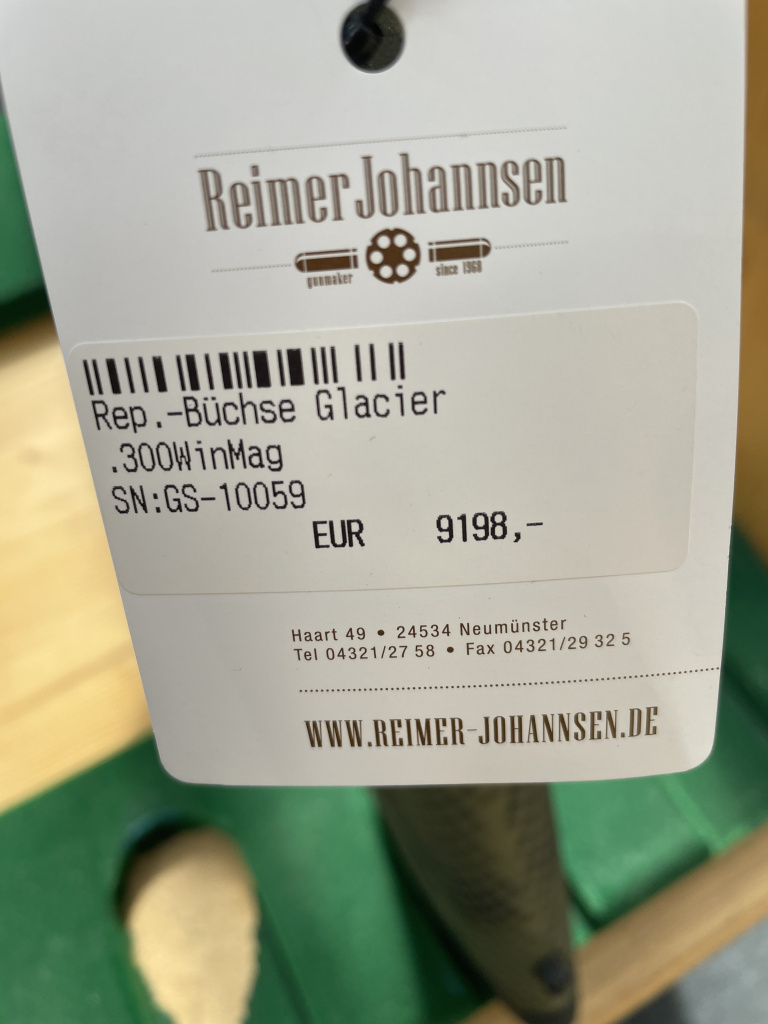 Reimer Johannsen
gunmaker since 1968
Rep.-Büchse Glacier
.300WinMag
SN:GS-10059
EUR 9198,-
Haart 49 • 24534 Neumünster
Tel 04321/27 58 • Fax 04321/29 32 5
WWW.REIMER-JOHANNSEN.DE